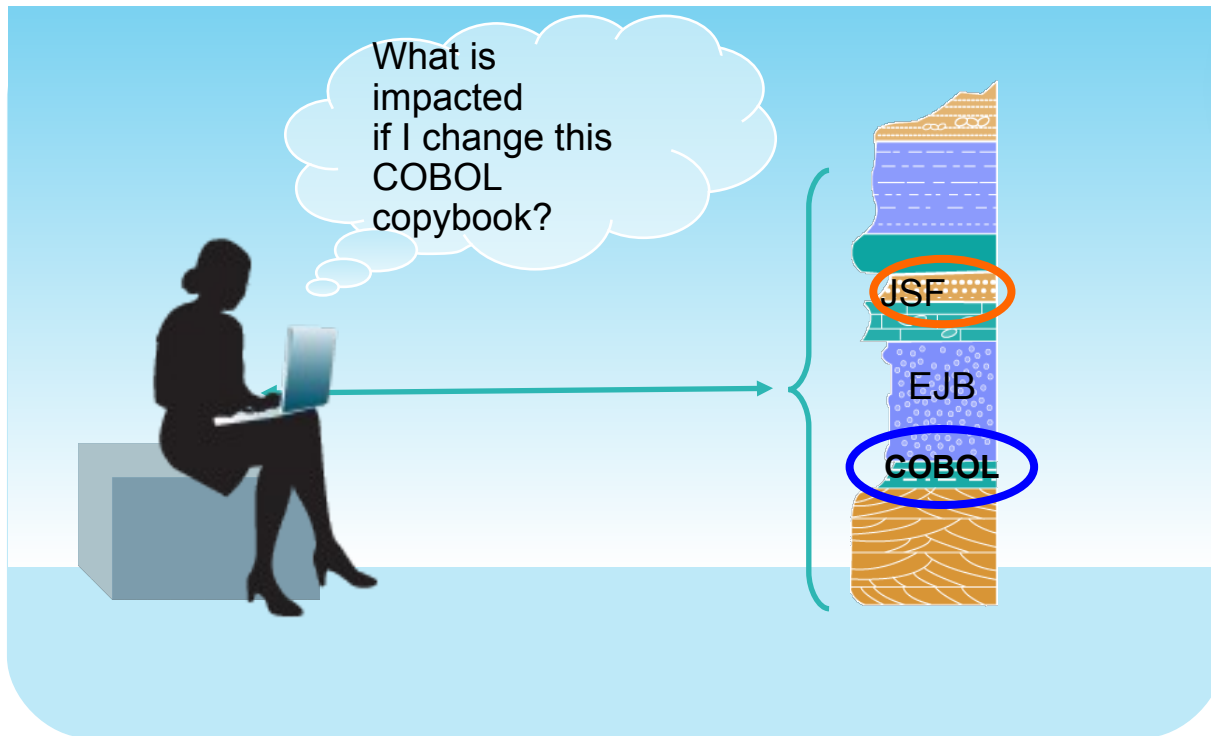 What is
impacted
if I change this
COBOL
copybook?
JSF
EJB
COBOL